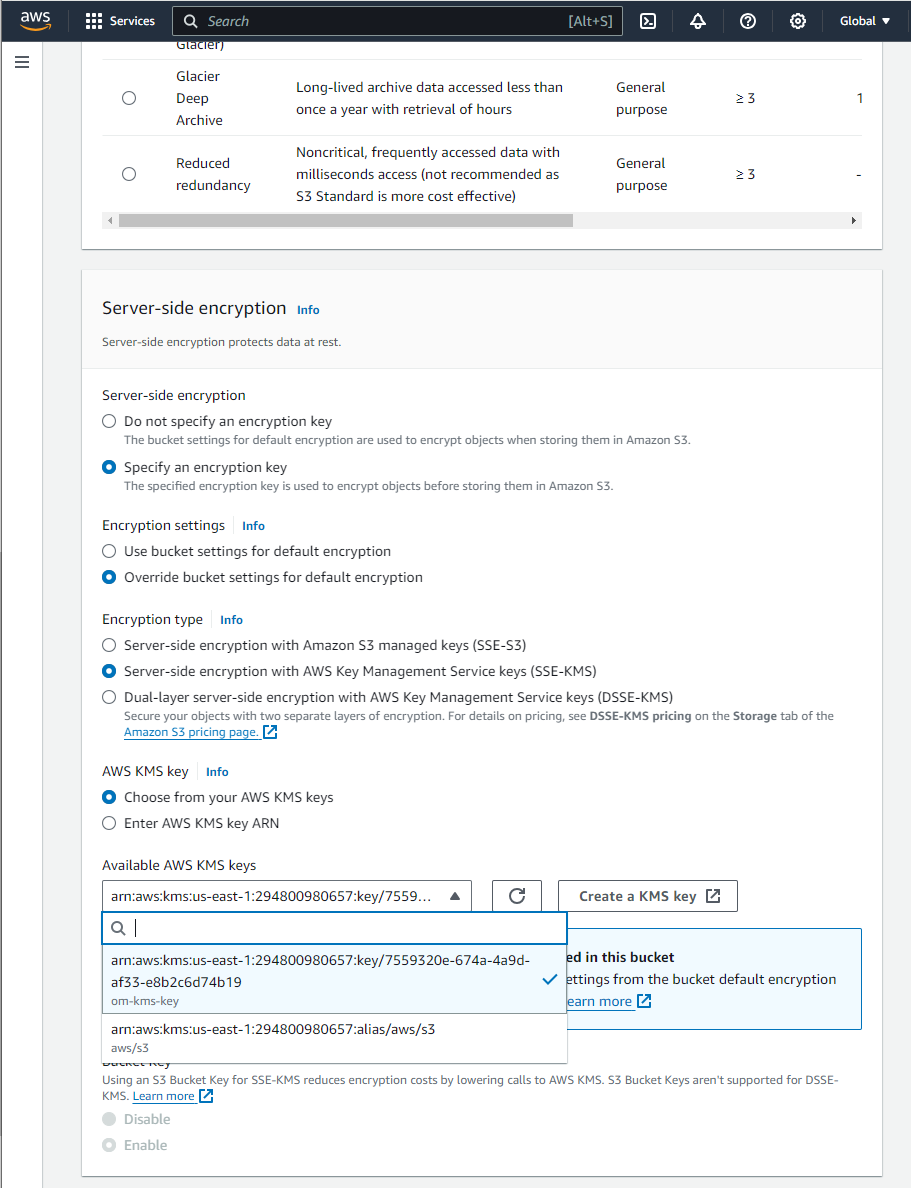 aws
Services
Search
[Alt+S]
Global
Glacier)
Glacier
Deep
Archive
Long-lived archive data accessed less than
once a year with retrieval of hours
General
purpose
≥ 3
1
Reduced
redundancy
Noncritical, frequently accessed data with
milliseconds access (not recommended as
S3 Standard is more cost effective)
General
purpose
≥ 3
-
Server-side encryption Info
Server-side encryption protects data at rest.
Server-side encryption
Do not specify an encryption key
The bucket settings for default encryption are used to encrypt objects when storing them in Amazon S3.
Specify an encryption key
The specified encryption key is used to encrypt objects before storing them in Amazon S3.
Encryption settings Info
Use bucket settings for default encryption
Override bucket settings for default encryption
Encryption type Info
Server-side encryption with Amazon S3 managed keys (SSE-S3)
Server-side encryption with AWS Key Management Service keys (SSE-KMS)
Dual-layer server-side encryption with AWS Key Management Service keys (DSSE-KMS)
Secure your objects with two separate layers of encryption. For details on pricing, see DSSE-KMS pricing on the Storage tab of the
Amazon S3 pricing page.
AWS KMS key Info
Choose from your AWS KMS keys
Enter AWS KMS key ARN
Available AWS KMS keys
arn:aws:kms:us-east-1:294800980657:key/7559...
Create a KMS key
ed in this bucket
arn:aws:kms:us-east-1:294800980657:key/7559320e-674a-4a9d-
af33-e8b2c6d74b19
om-kms-key
ettings from the bucket default encryption
earn more
arn:aws:kms:us-east-1:294800980657:alias/aws/s3
aws/s3
Bucket Key
Using an S3 Bucket Key for SSE-KMS reduces encryption costs by lowering calls to AWS KMS. S3 Bucket Keys aren't supported for DSSE-
KMS. Learn more
Disable
Enable